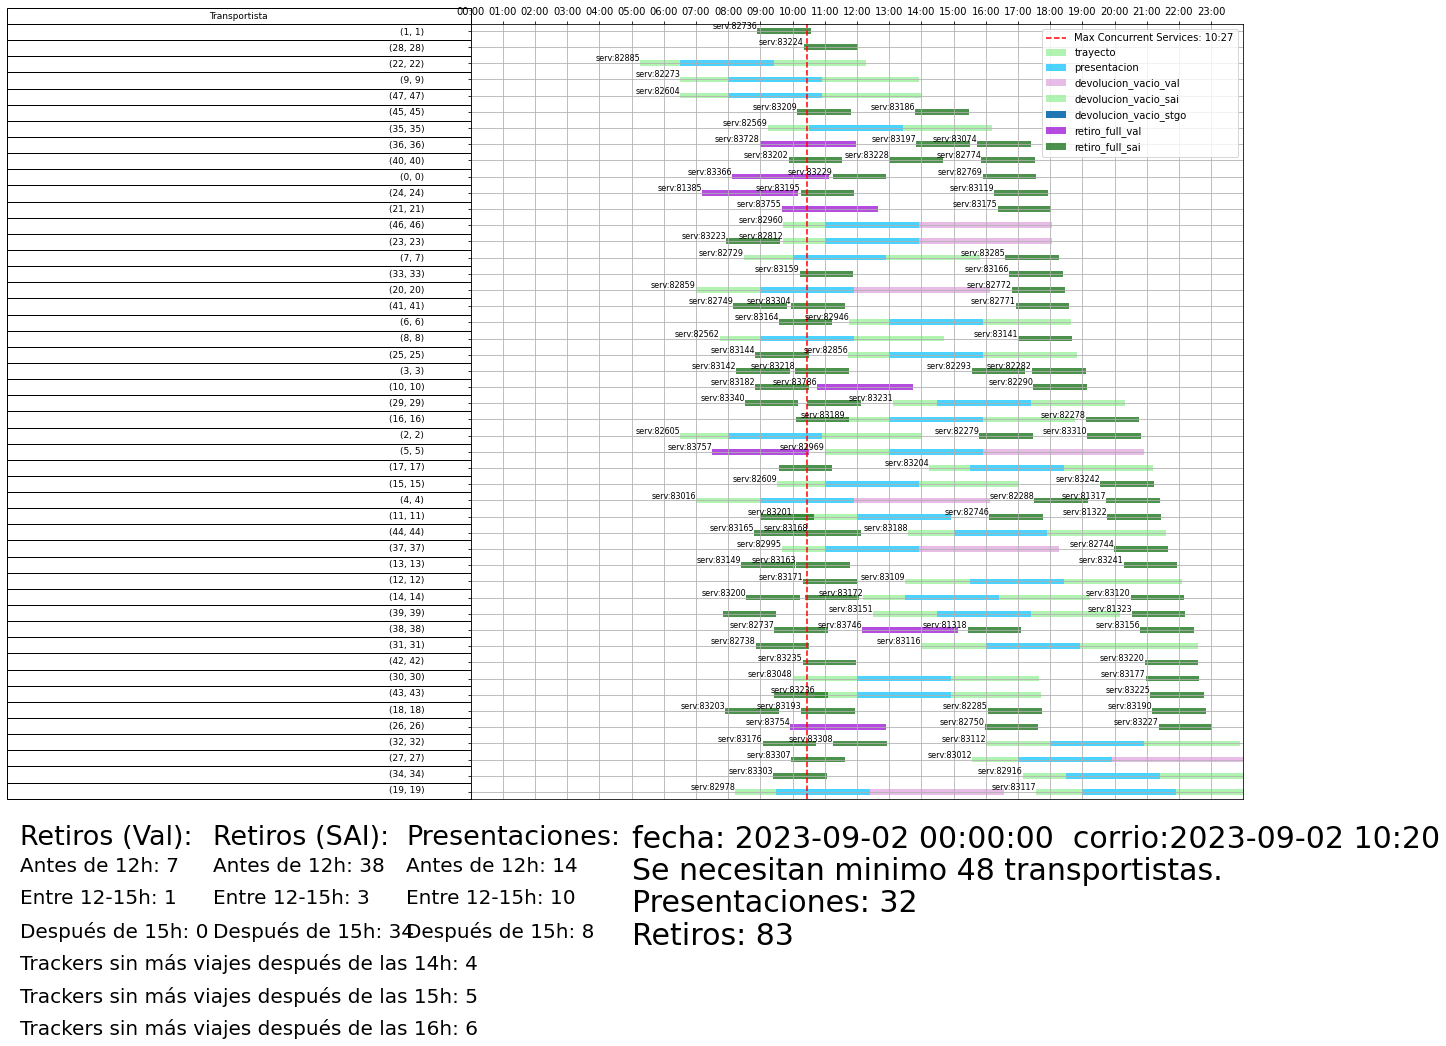 Transportista
00:00 01:00 02:00 03:00 04:00 05:00 06:00 07:00 08:00 09:00 10:00 11:00 12:00 13:00 14:00 15:00 16:00 17:00 18:00 19:00 20:00 21:00 22:00 23:00
Max Concurrent Services: 10:27
trayecto
presentacion
devolucion_vacio_val
devolucion_vacio_sai
devolucion_vacio_stgo
retiro_full_val
retiro_full_sai
(1, 1) serv:82736
(28, 28) serv:83224
(22, 22) serv:82885
(9, 9) serv:82273
(47, 47) serv:82604
(45, 45) serv:83209 serv:83186
(35, 35) serv:82569
(36, 36) serv:83728 serv:83197 serv:83074
(40, 40) serv:83202 serv:83228 serv:82774
(0, 0) serv:83366 serv:83229 serv:82769
(24, 24) serv:81385 serv:83195 serv:83119
(21, 21) serv:83755 serv:83175
(46, 46) serv:82960
(23, 23) serv:83223 serv:82812
(7, 7) serv:82729 serv:83285
(33, 33) serv:83159 serv:83166
(20, 20) serv:82859 serv:82772
(41, 41) serv:82749 serv:83304 serv:82771
(6, 6) serv:83164 serv:82946
(8, 8) serv:82562 serv:83141
(25, 25) serv:83144 serv:82856
(3, 3) serv:83142 serv:83218 serv:82293 serv:82282
(10, 10) serv:83182 serv:83786 serv:82290
(29, 29) serv:83340 serv:83231
(16, 16) serv:83189 serv:82278
(2, 2) serv:82605 serv:82279 serv:83310
(5, 5) serv:83757 serv:82969
(17, 17) serv:83204
(15, 15) serv:82609 serv:83242
(4, 4) serv:83016 serv:82288 serv:81317
(11, 11) serv:83201 serv:82746 serv:81322
(44, 44) serv:83165 serv:83168 serv:83188
(37, 37) serv:82995 serv:82744
(13, 13) serv:83149 serv:83163 serv:83241
(12, 12) serv:83171 serv:83109
(14, 14) serv:83200 serv:83172 serv:83120
(39, 39) serv:83151 serv:81323
(38, 38) serv:82737 serv:83746 serv:81318 serv:83156
(31, 31) serv:82738 serv:83116
(42, 42) serv:83235 serv:83220
(30, 30) serv:83048 serv:83177
(43, 43) serv:83236 serv:83225
(18, 18) serv:83203 serv:83193 serv:82285 serv:83190
(26, 26) serv:83754 serv:82750 serv:83227
(32, 32) serv:83176 serv:83308 serv:83112
(27, 27) serv:83307 serv:83012
(34, 34) serv:83303 serv:82916
(19, 19) serv:82978 serv:83117
Retiros (Val): Retiros (SAI): Presentaciones: fecha: 2023-09-02 00:00:00 corrio:2023-09-02 10:20
Antes de 12h: 7 Antes de 12h: 38 Antes de 12h: 14 Se necesitan minimo 48 transportistas.
Entre 12-15h: 1 Entre 12-15h: 3 Entre 12-15h: 10 Presentaciones: 32
Después de 15h: 0 Después de 15h: 34 Después de 15h: 8 Retiros: 83
Trackers sin más viajes después de las 14h: 4
Trackers sin más viajes después de las 15h: 5
Trackers sin más viajes después de las 16h: 6